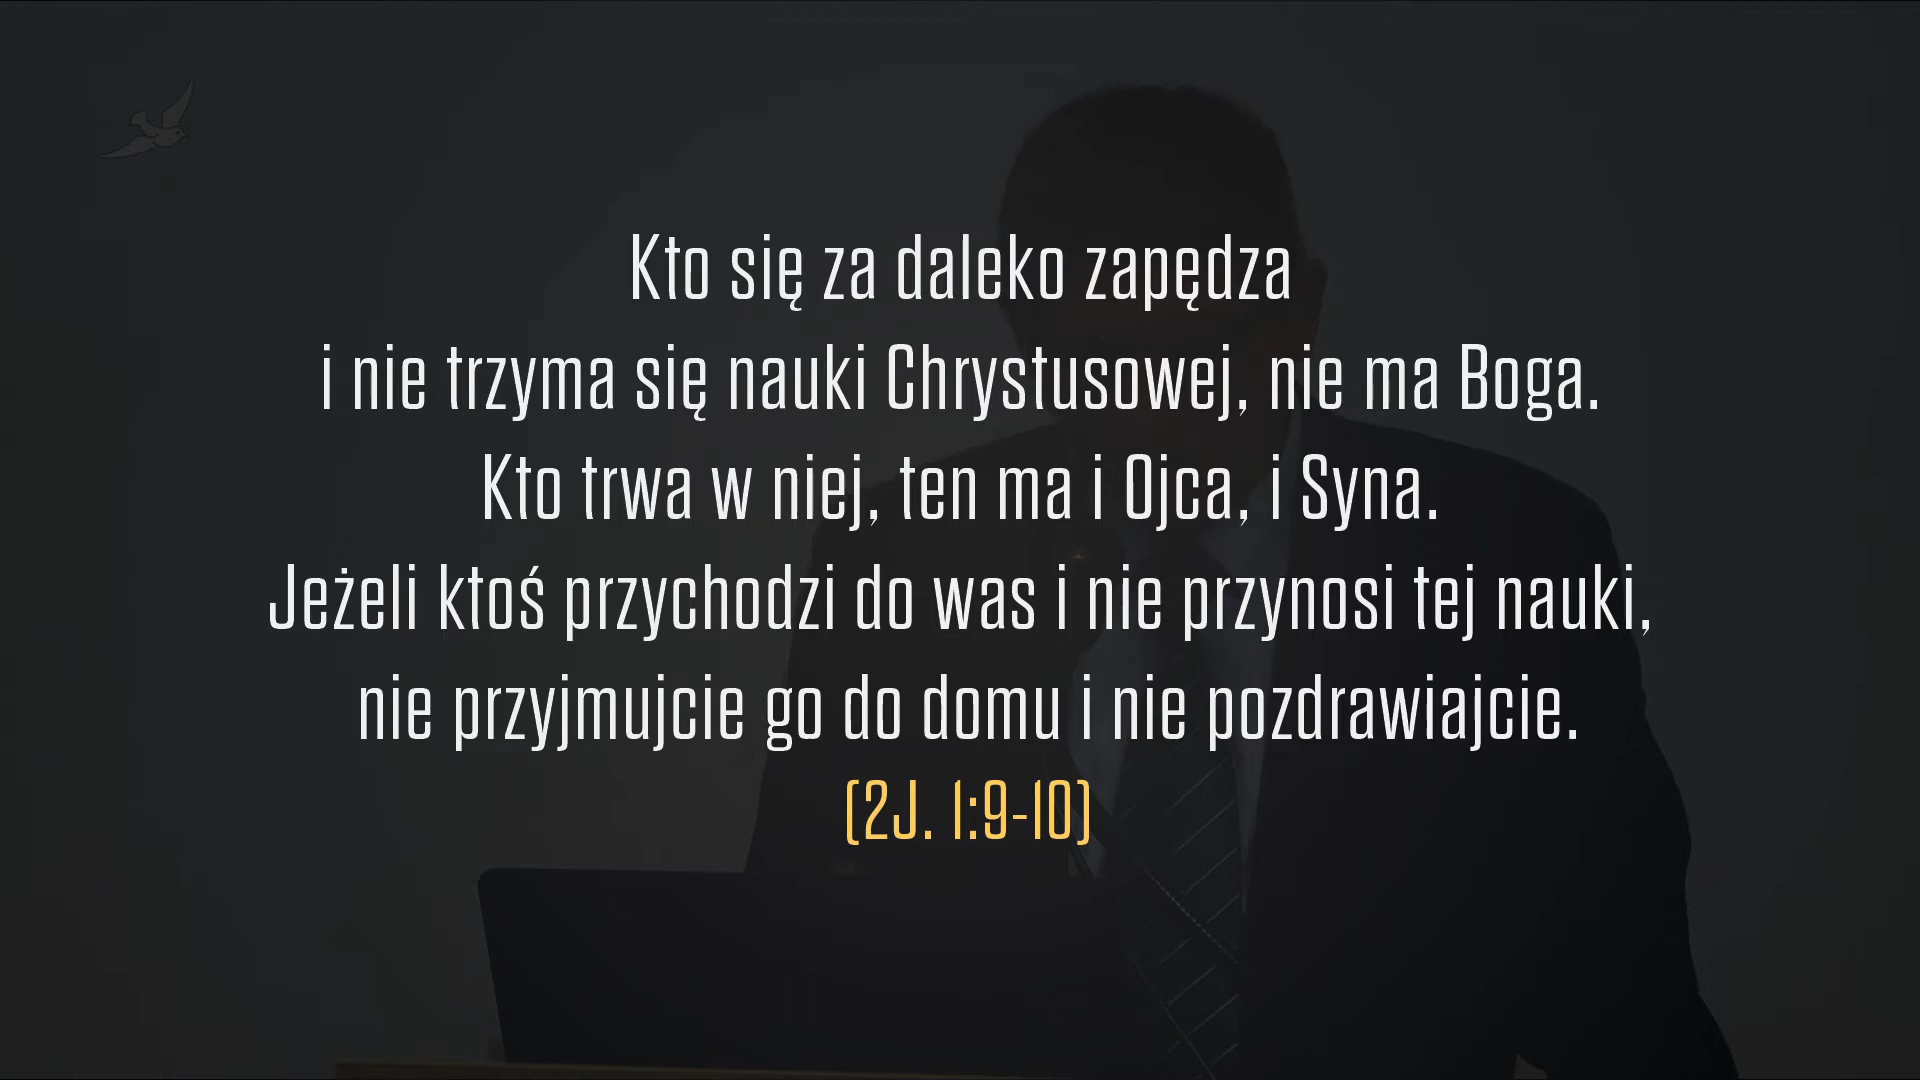 Kto się za daleko zapędza
i nie trzyma się nauki Chrystusowej, nie ma Boga.
Kto trwa w niej, ten ma i Ojca, i Syna.
Jeżeli ktoś przychodzi do was i nie przynosi tej nauki,
nie przyjmujcie go do domu i nie pozdrawiajcie.
(2J. 1:9-10)